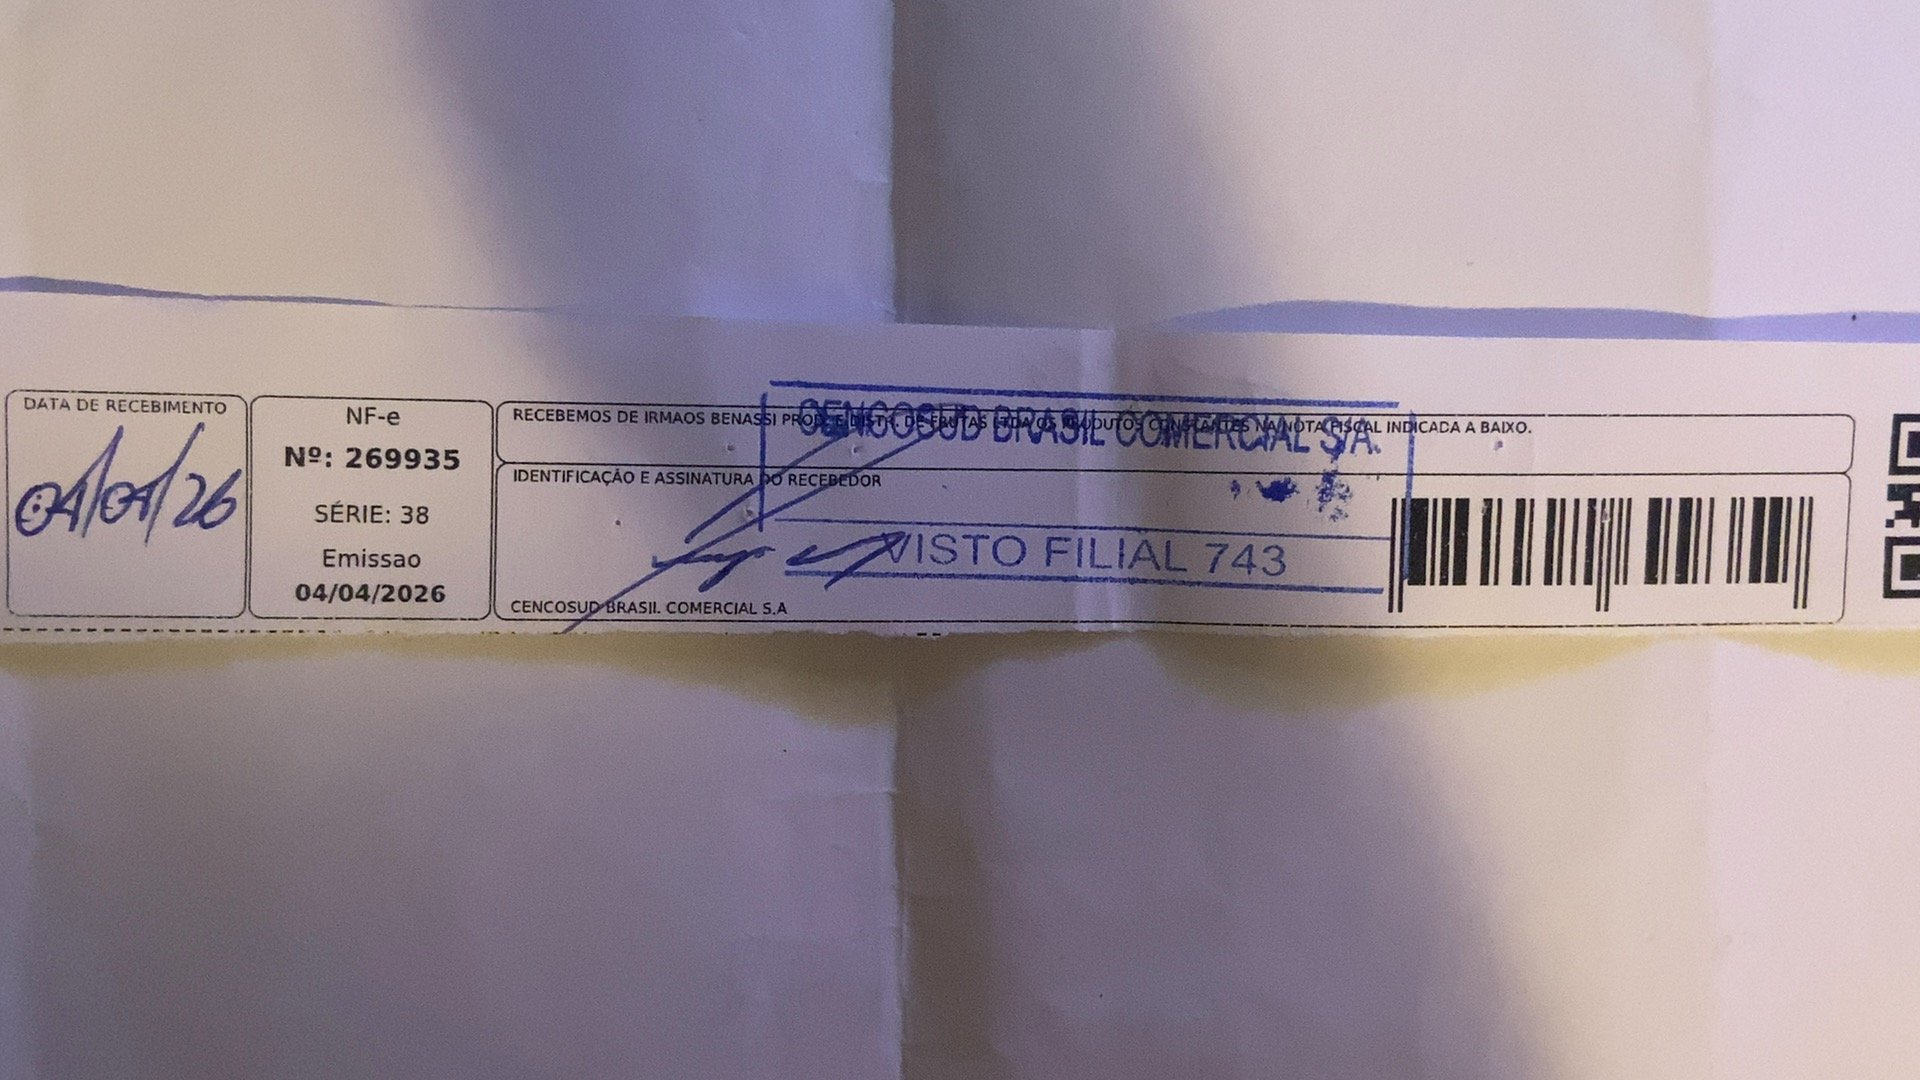 DATA DE RECEBIMENTO
04/04/26
NF-e
Nº: 269935
SÉRIE: 38
Emissao
04/04/2026
RECEBEMOS DE IRMAOS BENASSI PROD. E DISTR. DE FRUTAS LTDA OS PRODUTOS CONSTANTES NA NOTA FISCAL INDICADA A BAIXO.
CENCOSUD BRASIL COMERCIAL S/A.
IDENTIFICAÇÃO E ASSINATURA DO RECEBEDOR
VISTO FILIAL 743
CENCOSUD BRASIL COMERCIAL S.A